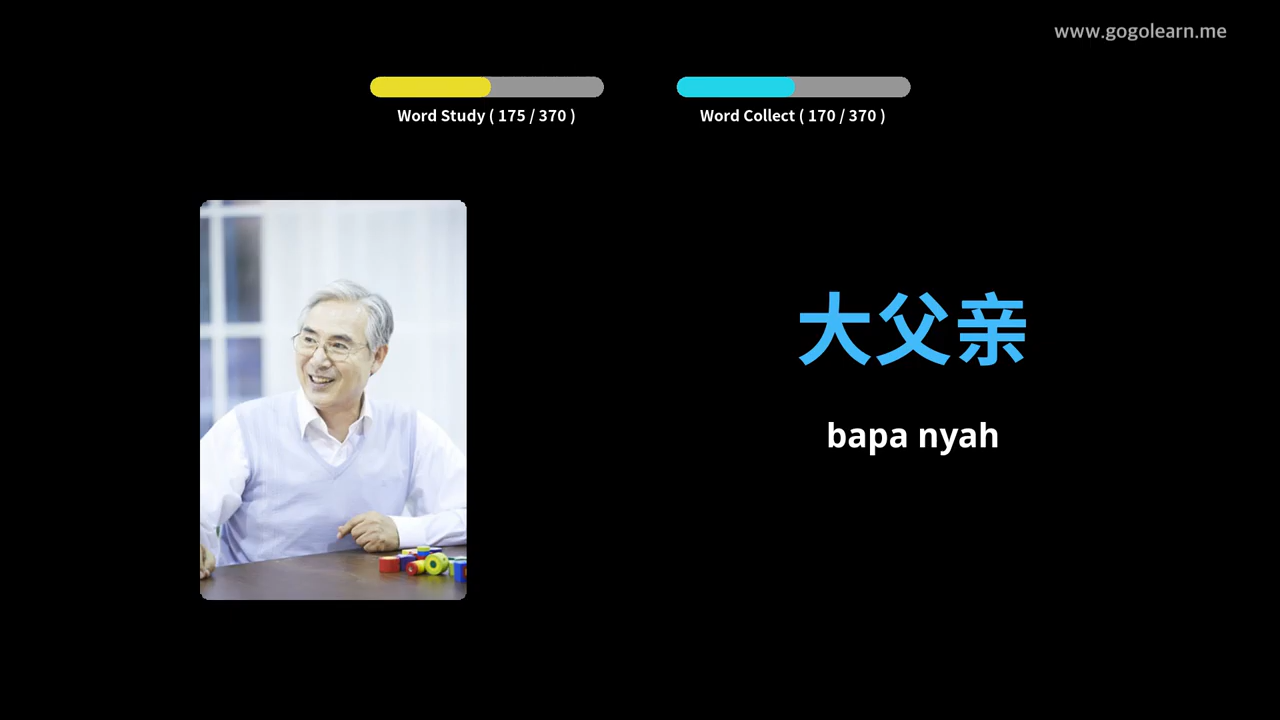 www.gogolearn.me
Word Study ( 175 / 370 )
Word Collect ( 170 / 370 )
大父亲
bapa nyah